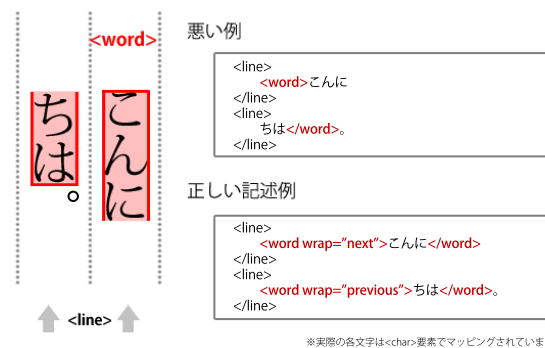 <word>
こんに
ちは。
<line>
悪い例
<line>
<word>こんに
</line>
<line>
ちは</word>。
</line>
正しい記述例
<line>
<word wrap=”next”>こんに</word>
</line>
<line>
<word wrap=”previous”>ちは</word>。
</line>
※実際の各文字は<char>要素でマッピングされていま